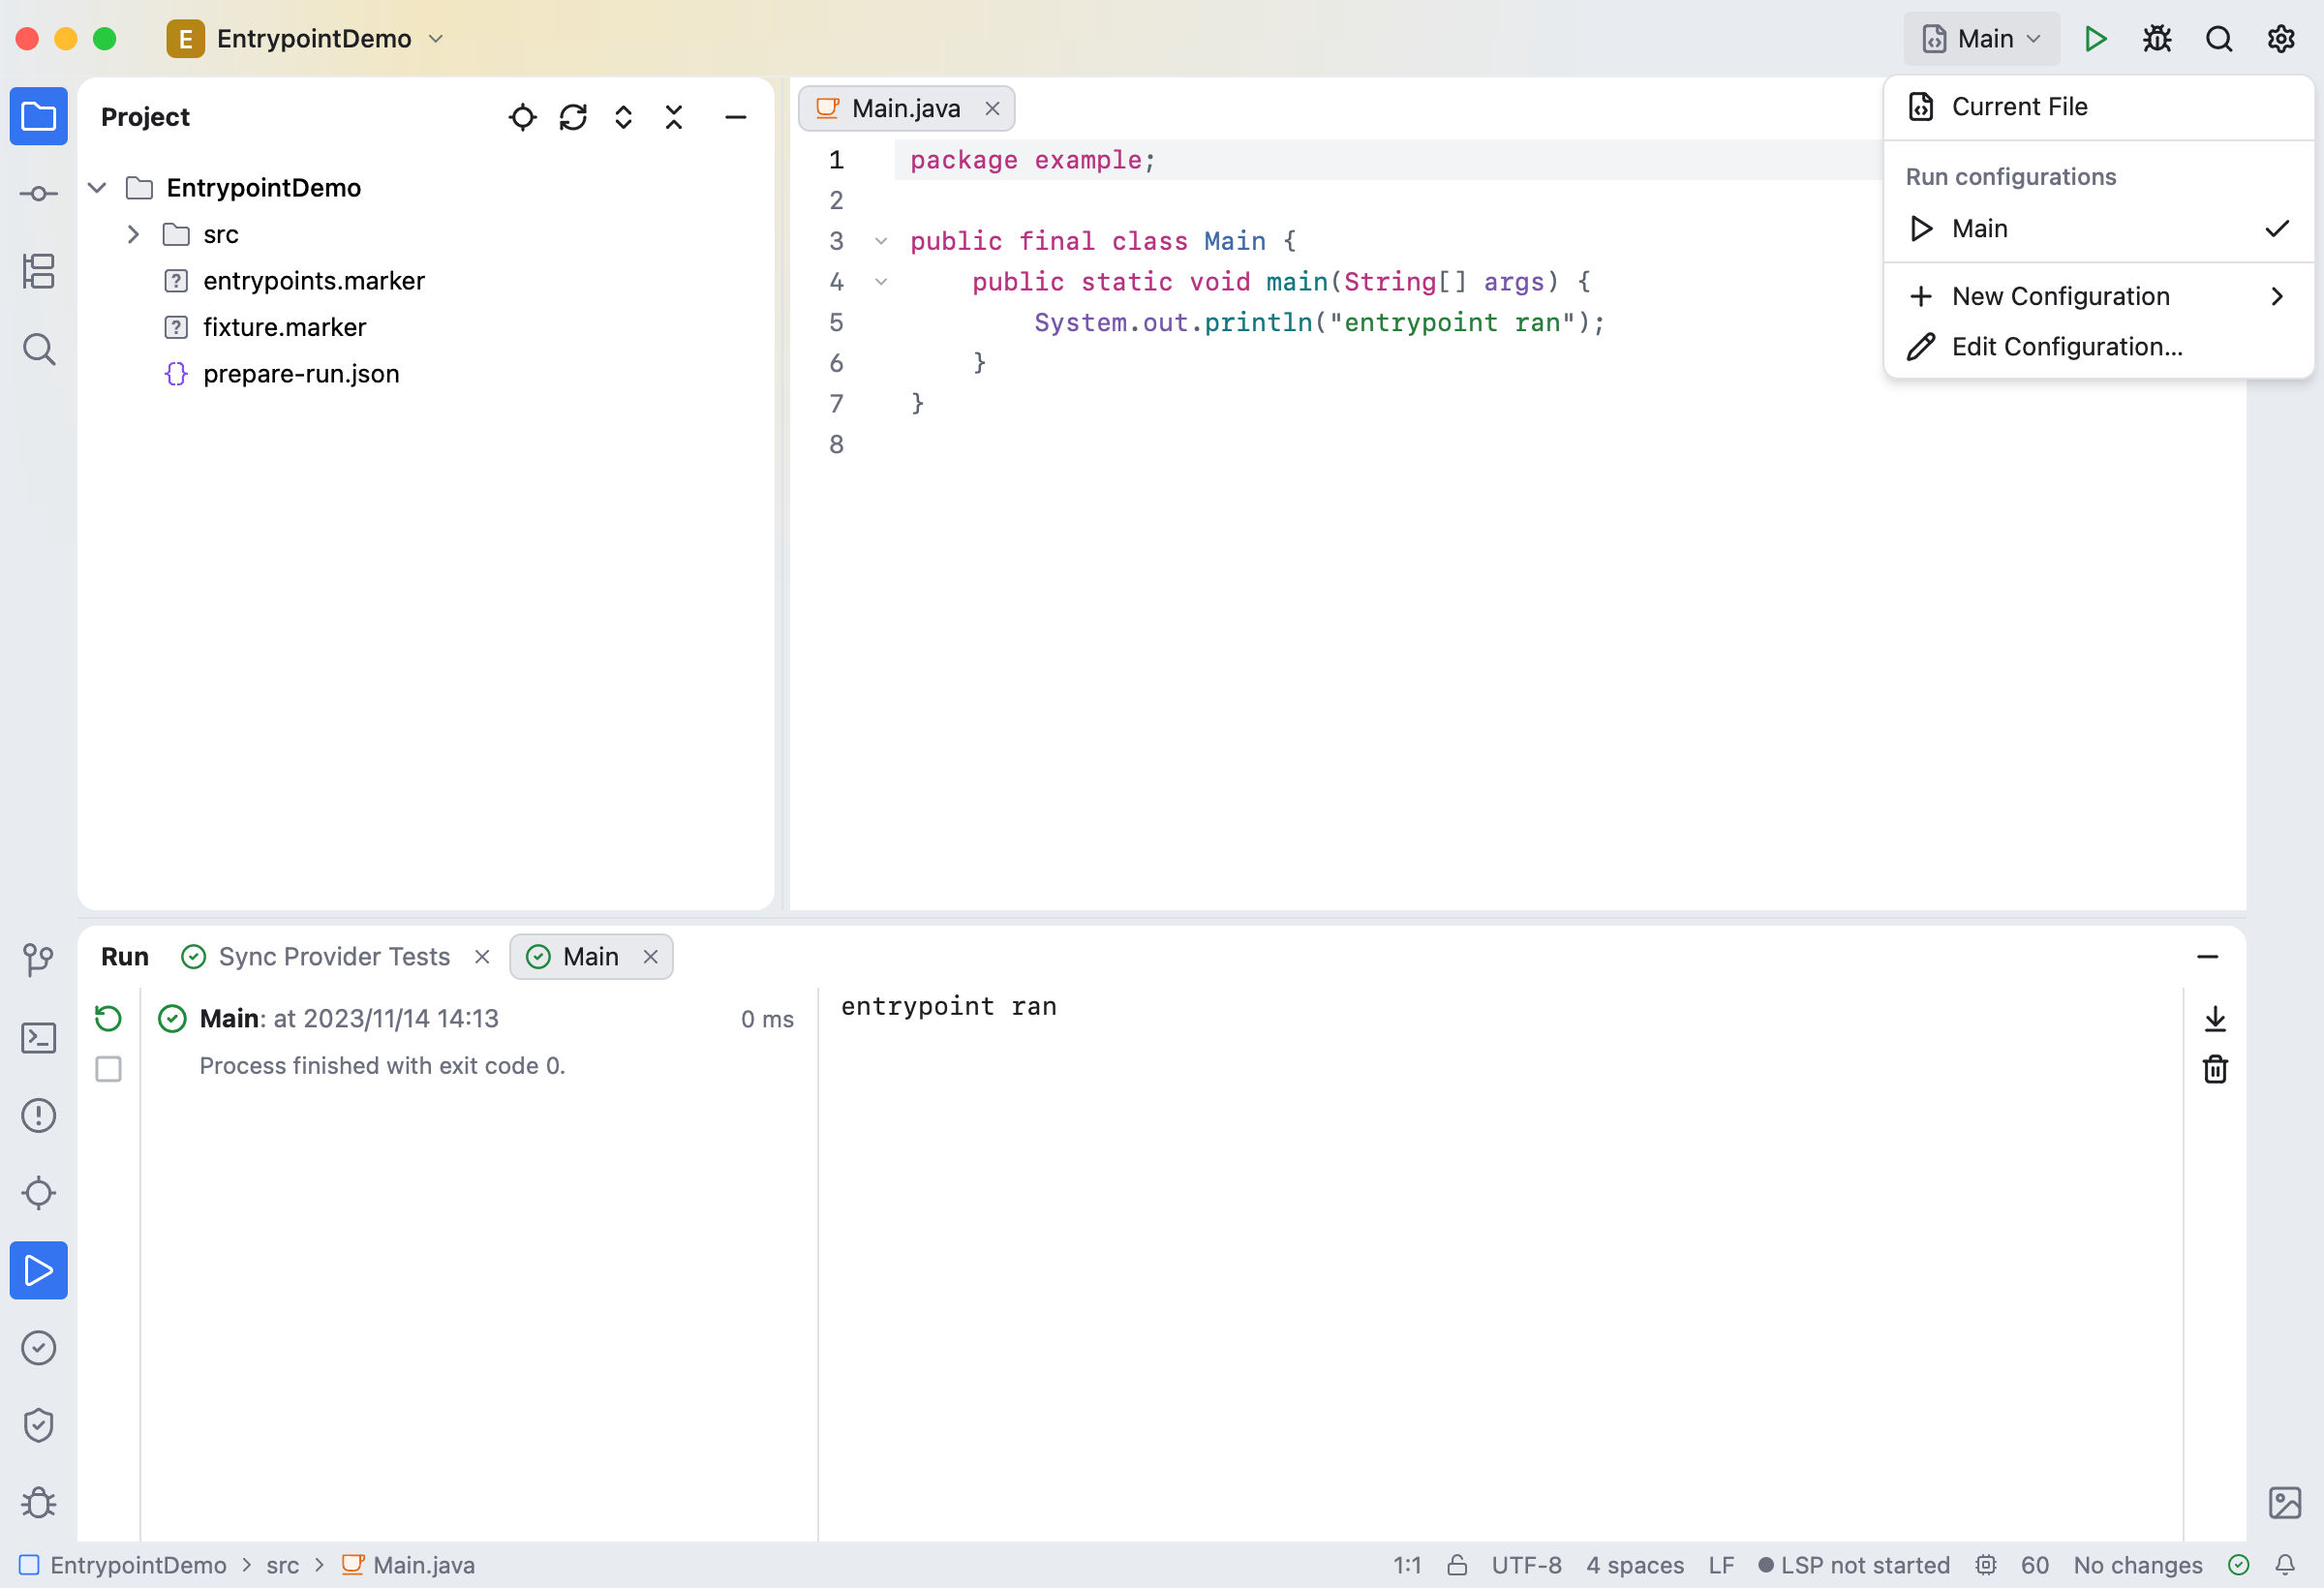 E EntrypointDemo
Main
Project
EntrypointDemo
src
entrypoints.marker
fixture.marker
prepare-run.json
Main.java
1 package example;
2
3 public final class Main {
4 public static void main(String[] args) {
5 System.out.println("entrypoint ran");
6 }
7 }
8
Current File
Run configurations
Main
New Configuration
Edit Configuration...
Run Sync Provider Tests Main
Main: at 2023/11/14 14:13 0 ms
Process finished with exit code 0.
entrypoint ran
EntrypointDemo > src > Main.java 1:1 UTF-8 4 spaces LF LSP not started 60 No changes